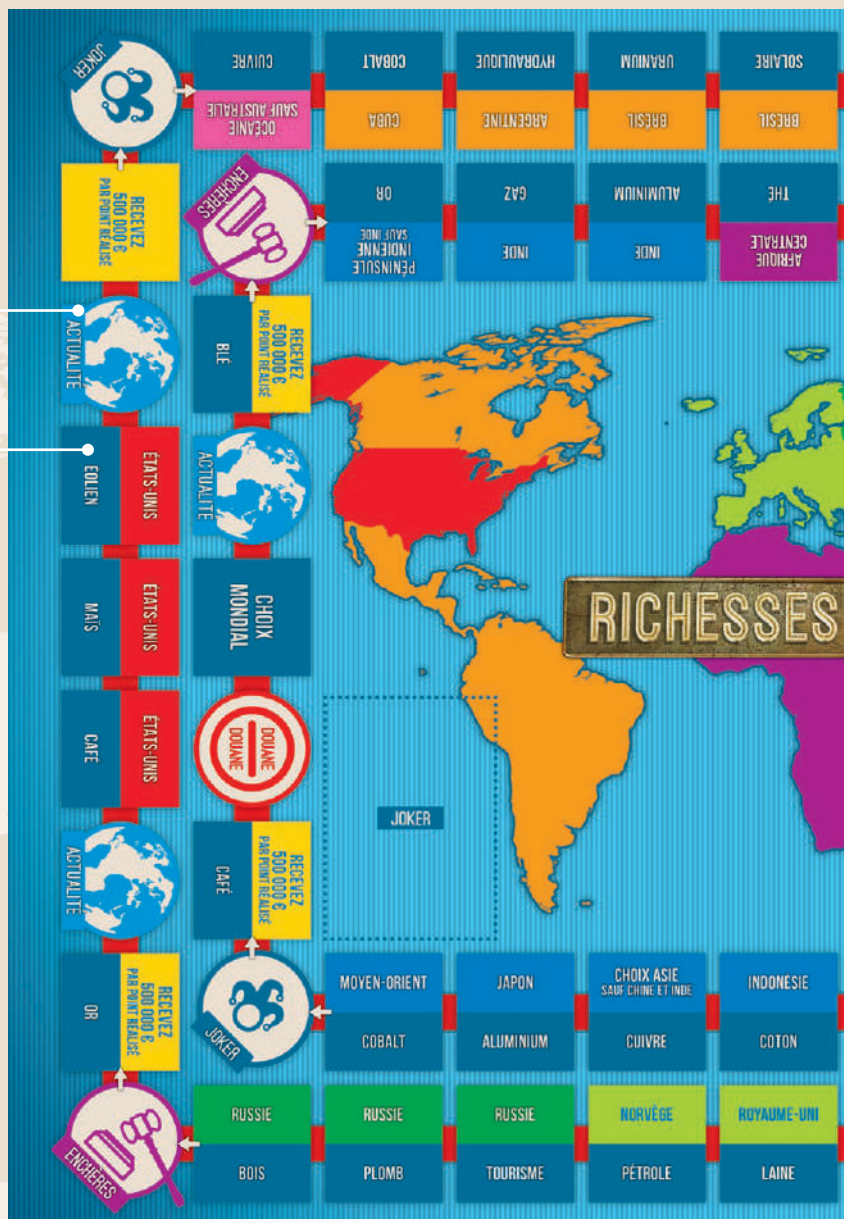 JOKER
CUIVRE
OCÉANIE
SAUF AUSTRALIE
COBALT
CUBA
HYDRAULIQUE
ARGENTINE
URANIUM
BRÉSIL
SOLAIRE
BRÉSIL
RECEVEZ
500 000 €
PAR POINT RÉALISÉ
ENCHÈRES
OR
PÉNINSULE
INDIENNE
SAUF INDE
GAZ
INDE
ALUMINIUM
INDE
THÉ
AFRIQUE
CENTRALE
ACTUALITÉ
BLÉ
RECEVEZ
500 000 €
PAR POINT RÉALISÉ
ÉOLIEN
ÉTATS-UNIS
ACTUALITÉ
MAÏS
ÉTATS-UNIS
CHOIX
MONDIAL
RICHESSES
CAFÉ
ÉTATS-UNIS
DOUANE
DOUANE
JOKER
ACTUALITÉ
CAFÉ
RECEVEZ
500 000 €
PAR POINT RÉALISÉ
OR
RECEVEZ
500 000 €
PAR POINT RÉALISÉ
JOKER
MOYEN-ORIENT
COBALT
JAPON
ALUMINIUM
CHOIX ASIE
SAUF CHINE ET INDE
CUIVRE
INDONÉSIE
COTON
ENCHÈRES
RUSSIE
BOIS
RUSSIE
PLOMB
RUSSIE
TOURISME
NORVÈGE
PÉTROLE
ROYAUME-UNI
LAINE